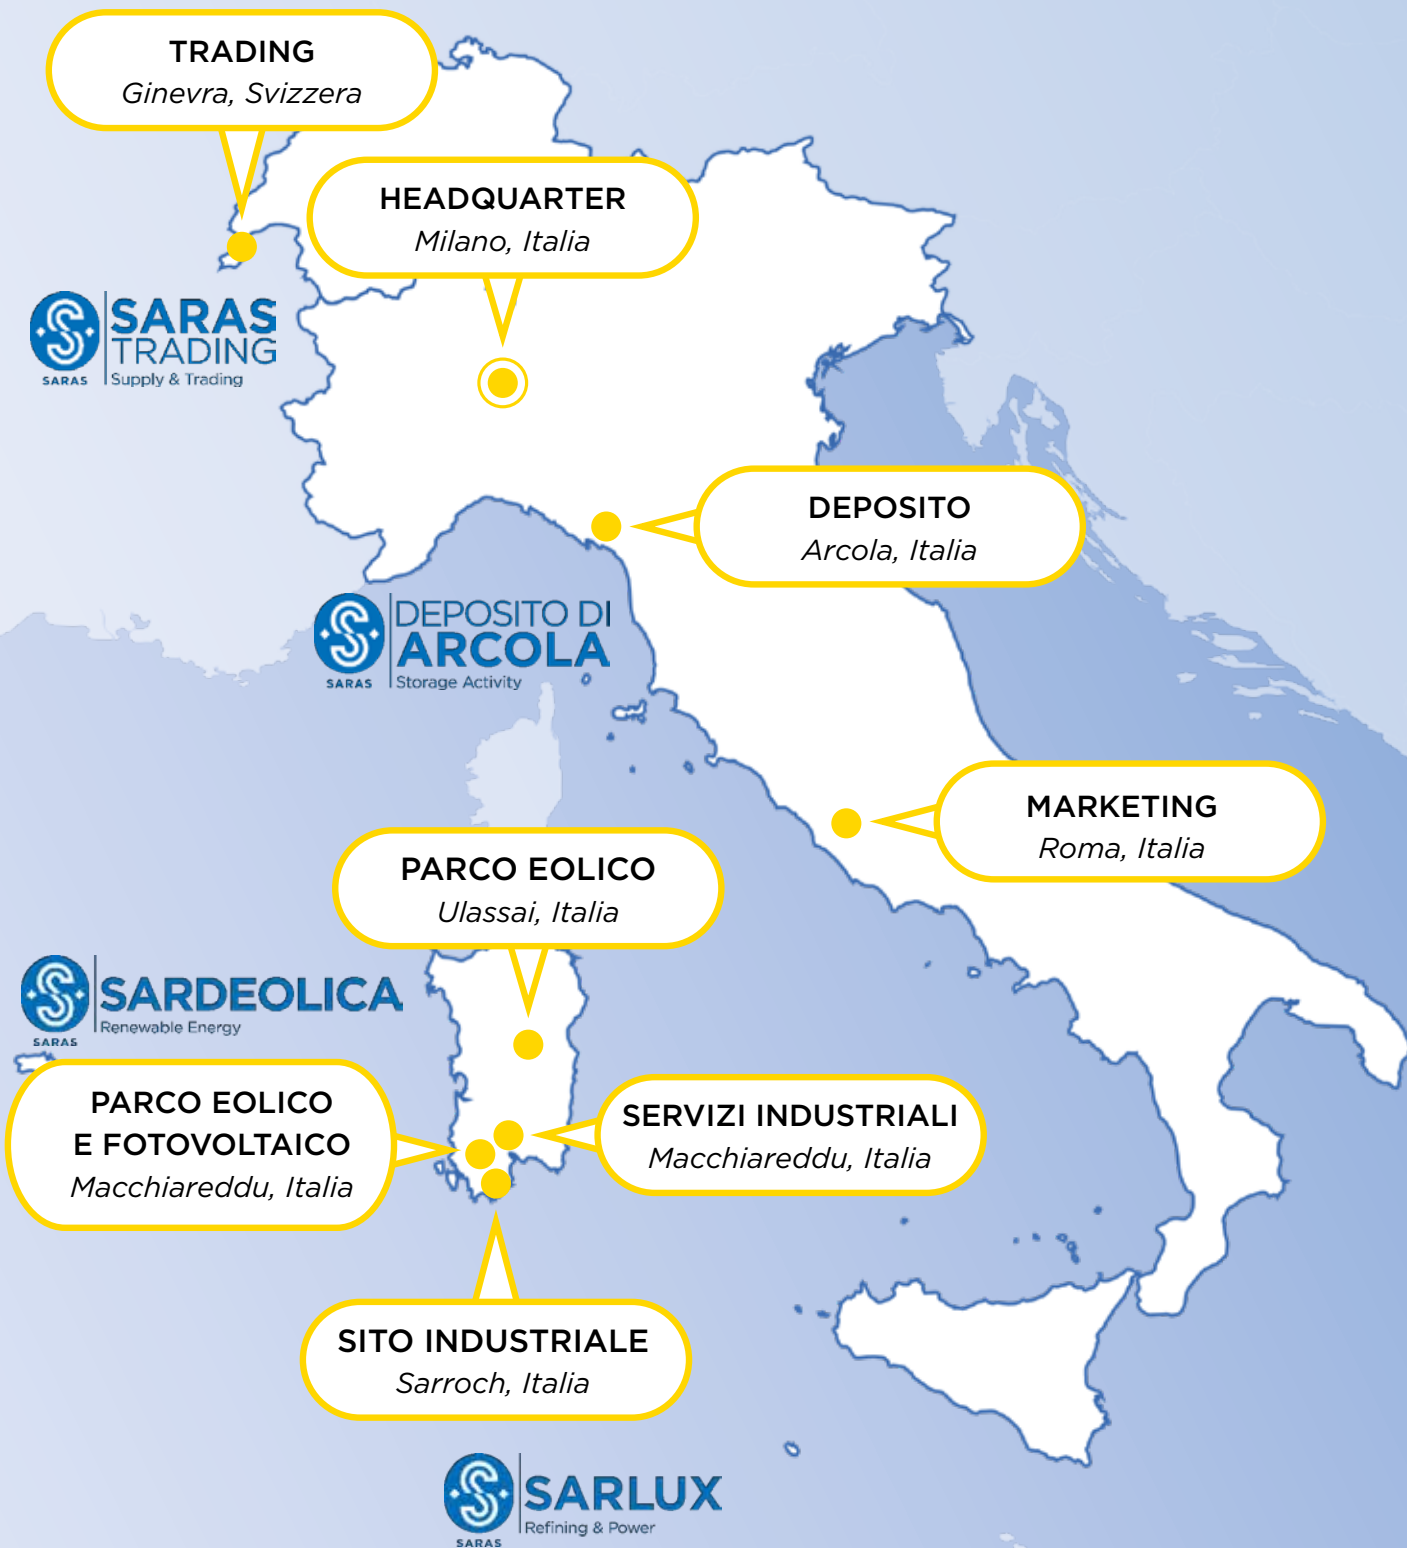 TRADING
Ginevra, Svizzera
HEADQUARTER
Milano, Italia
SARAS
SARAS
TRADING
Supply & Trading
DEPOSITO
Arcola, Italia
SARAS
DEPOSITO DI
ARCOLA
Storage Activity
MARKETING
Roma, Italia
PARCO EOLICO
Ulassai, Italia
SARAS
SARDEOLICA
Renewable Energy
PARCO EOLICO
E FOTOVOLTAICO
Macchiareddu, Italia
SERVIZI INDUSTRIALI
Macchiareddu, Italia
SITO INDUSTRIALE
Sarroch, Italia
SARAS
SARLUX
Refining & Power